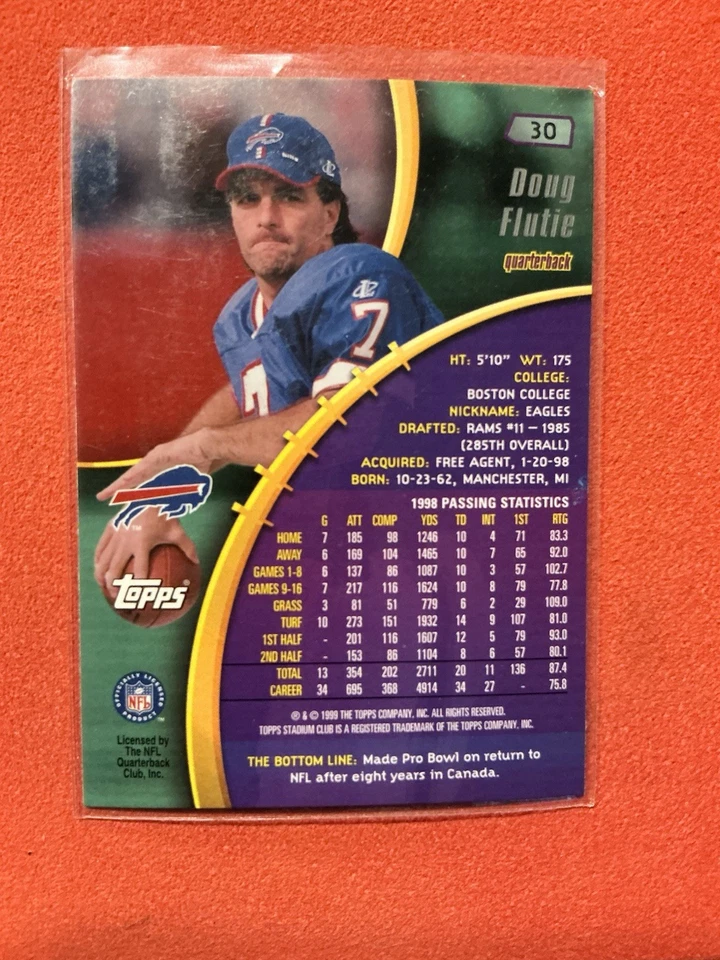 30
Doug
Flutie
quarterback
7
7
HT: 5'10" WT: 175
COLLEGE:
BOSTON COLLEGE
NICKNAME: EAGLES
DRAFTED: RAMS #11 – 1985
(285TH OVERALL)
ACQUIRED: FREE AGENT, 1-20-98
BORN: 10-23-62, MANCHESTER, MI
1998 PASSING STATISTICS
G ATT COMP YDS TD INT 1ST RTG
HOME 7 185 98 1246 10 4 71 83.3
AWAY 6 169 104 1465 10 7 65 92.0
GAMES 1-8 6 137 86 1087 10 3 57 102.7
GAMES 9-16 7 217 116 1624 10 8 79 77.8
GRASS 3 81 51 779 6 2 29 109.0
TURF 10 273 151 1932 14 9 107 81.0
1ST HALF - 201 116 1607 12 5 79 93.0
2ND HALF - 153 86 1104 8 6 57 80.1
TOTAL 13 354 202 2711 20 11 136 87.4
CAREER 34 695 368 4914 34 27 - 75.8
℗ & © 1999 THE TOPPS COMPANY, INC. ALL RIGHTS RESERVED.
TOPPS STADIUM CLUB IS A REGISTERED TRADEMARK OF THE TOPPS COMPANY, INC.
THE BOTTOM LINE: Made Pro Bowl on return to
NFL after eight years in Canada.
TM
Topps®
OFFICIALLY LICENSED
NFL
PRODUCT
TM
Licensed by
The NFL
Quarterback
Club, Inc.